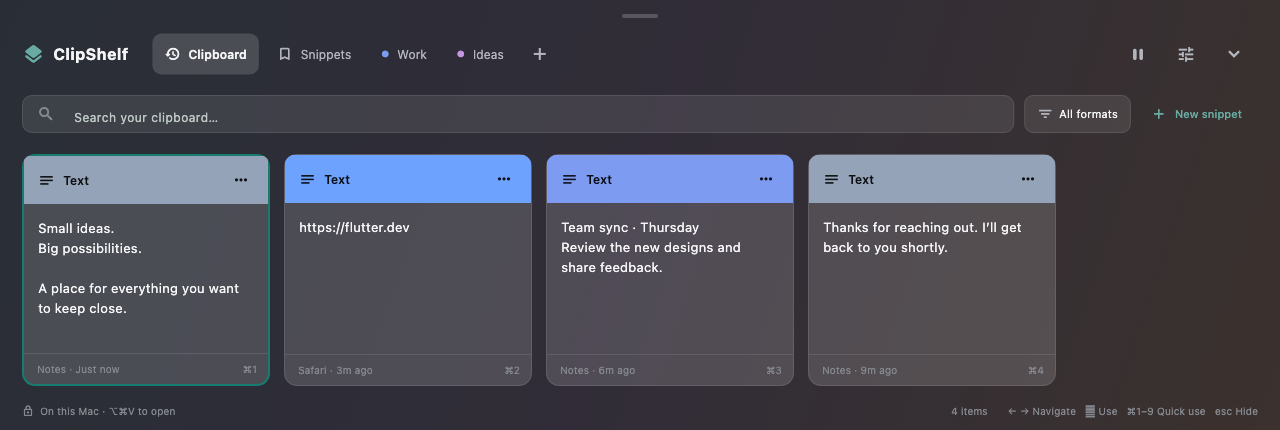 ClipShelf
Clipboard
Snippets
Work
Ideas
Search your clipboard...
All formats
New snippet
Text
Small ideas.
Big possibilities.
A place for everything you want
to keep close.
Notes · Just now ⌘1
Text
https://flutter.dev
Safari · 3m ago ⌘2
Text
Team sync · Thursday
Review the new designs and
share feedback.
Notes · 6m ago ⌘3
Text
Thanks for reaching out. I’ll get
back to you shortly.
Notes · 9m ago ⌘4
On this Mac · ⌥⌘V to open
4 items ← → Navigate Use ⌘1–9 Quick use esc Hide